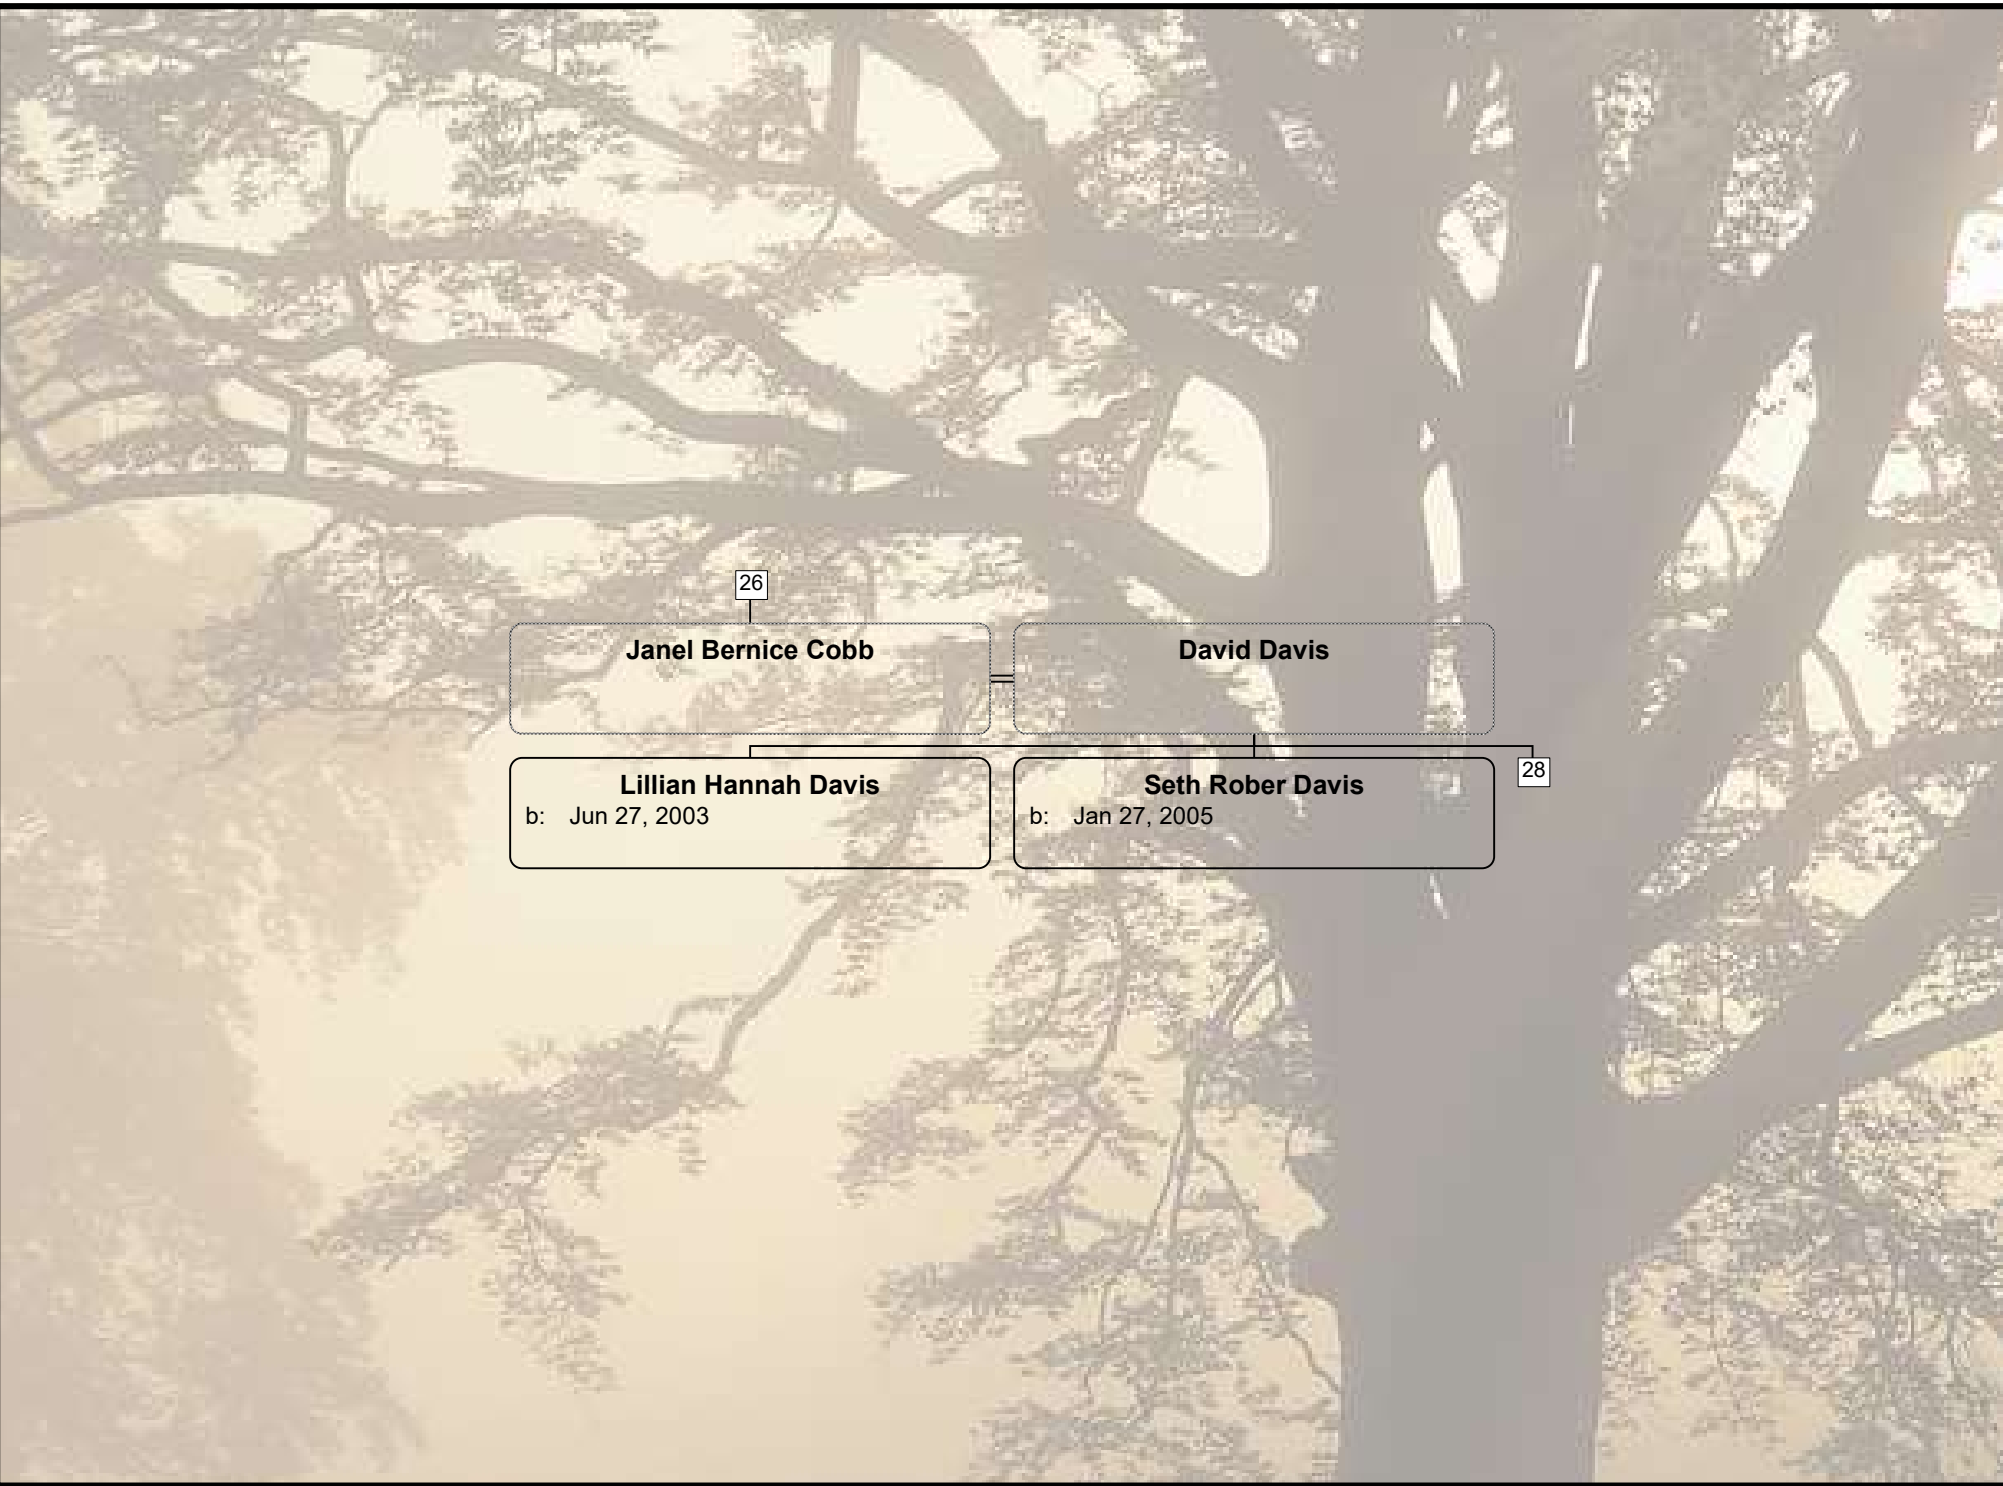 26
Janel Bernice Cobb
David Davis
Lillian Hannah Davis
b: Jun 27, 2003
Seth Rober Davis
b: Jan 27, 2005
28